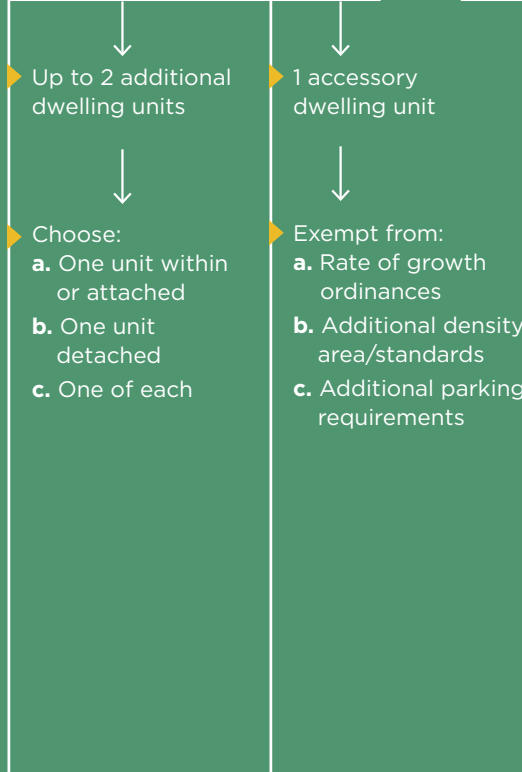 Up to 2 additional
dwelling units
Choose:
a. One unit within
or attached
b. One unit
detached
c. One of each
1 accessory
dwelling unit
Exempt from:
a. Rate of growth
ordinances
b. Additional density
area/standards
c. Additional parking
requirements